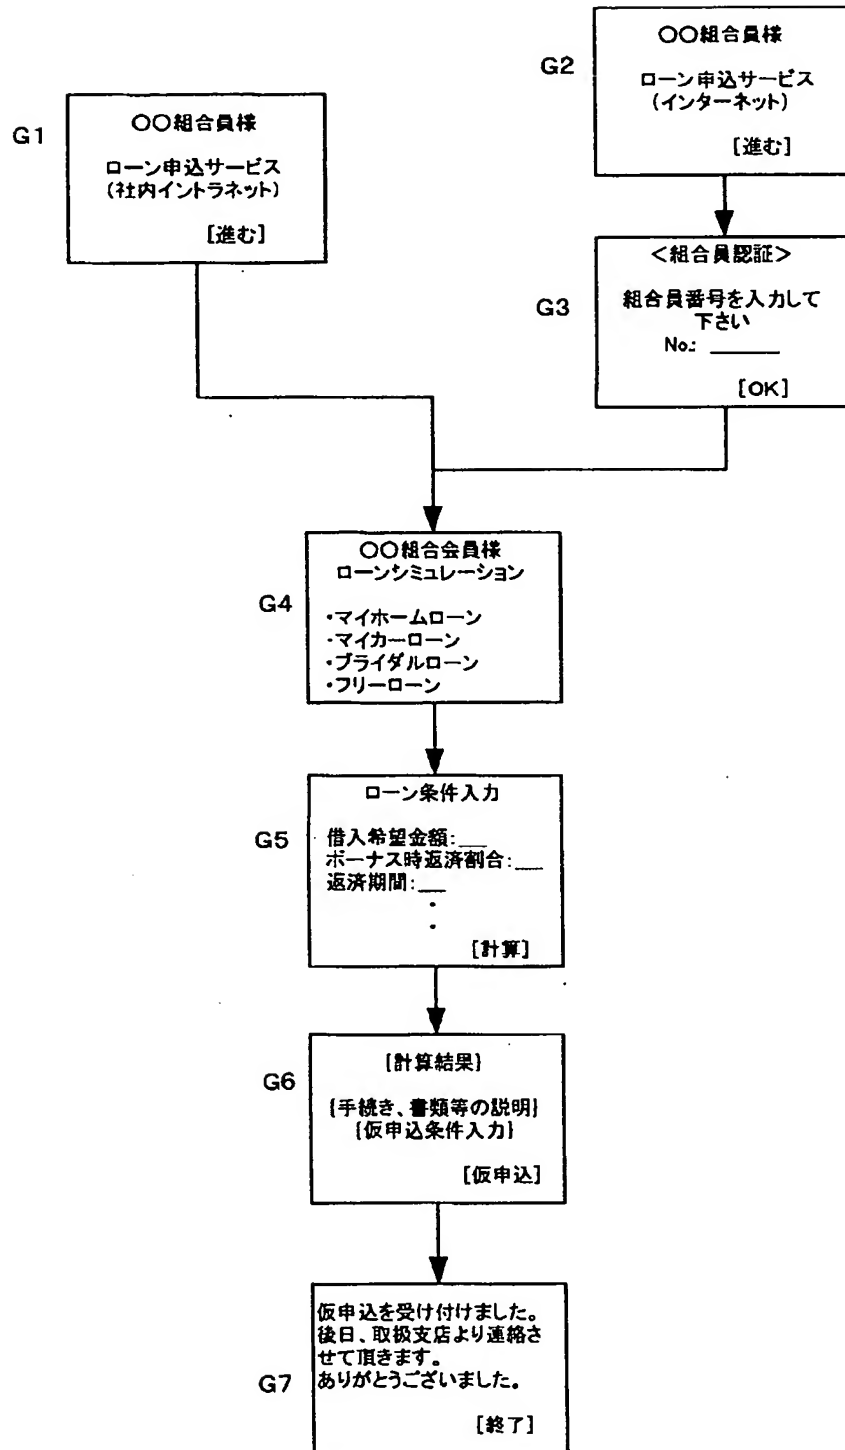 G1
〇〇組合員様
ローン申込サービス
(社内イントラネット)
[進む]
G2
〇〇組合員様
ローン申込サービス
(インターネット)
[進む]
G3
<組合員認証>
組合員番号を入力して
下さい
No.: ______
[OK]
G4
〇〇組合会員様
ローンシミュレーション
・マイホームローン
・マイカーローン
・ブライダルローン
・フリーローン
G5
ローン条件入力
借入希望金額:__
ボーナス時返済割合:__
返済期間:__
・
・
[計算]
G6
{計算結果}
{手続き、書類等の説明}
{仮申込条件入力}
[仮申込]
G7
仮申込を受け付けました。
後日、取扱支店より連絡さ
せて頂きます。
ありがとうございました。
[終了]